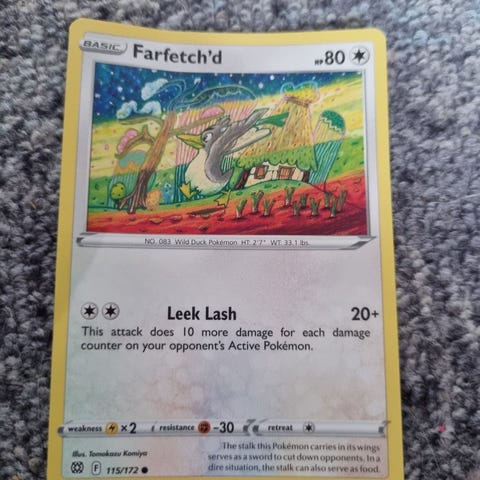 BASIC Farfetch'd HP 80
NO. 083 Wild Duck Pokémon HT: 2'7" WT: 33.1 lbs.
Leek Lash 20+
This attack does 10 more damage for each damage
counter on your opponent's Active Pokémon.
weakness ×2 resistance -30 retreat
Illus. Tomokazu Komiya
F 115/172
The stalk this Pokémon carries in its wings
serves as a sword to cut down opponents. In a
dire situation, the stalk can also serve as food.